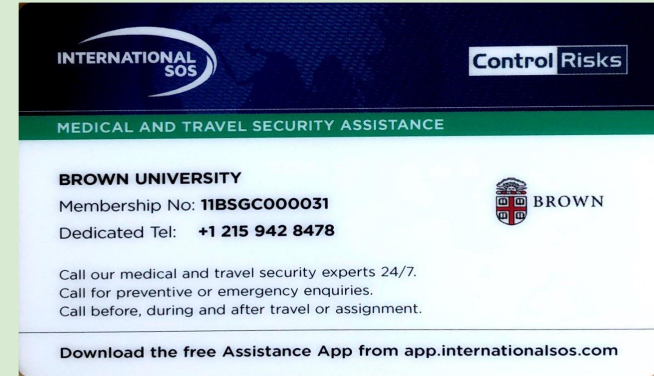 INTERNATIONAL
SOS
Control Risks
MEDICAL AND TRAVEL SECURITY ASSISTANCE
BROWN UNIVERSITY
Membership No: 11BSGC000031
Dedicated Tel: +1 215 942 8478
BROWN
Call our medical and travel security experts 24/7.
Call for preventive or emergency enquiries.
Call before, during and after travel or assignment.
Download the free Assistance App from app.internationalsos.com